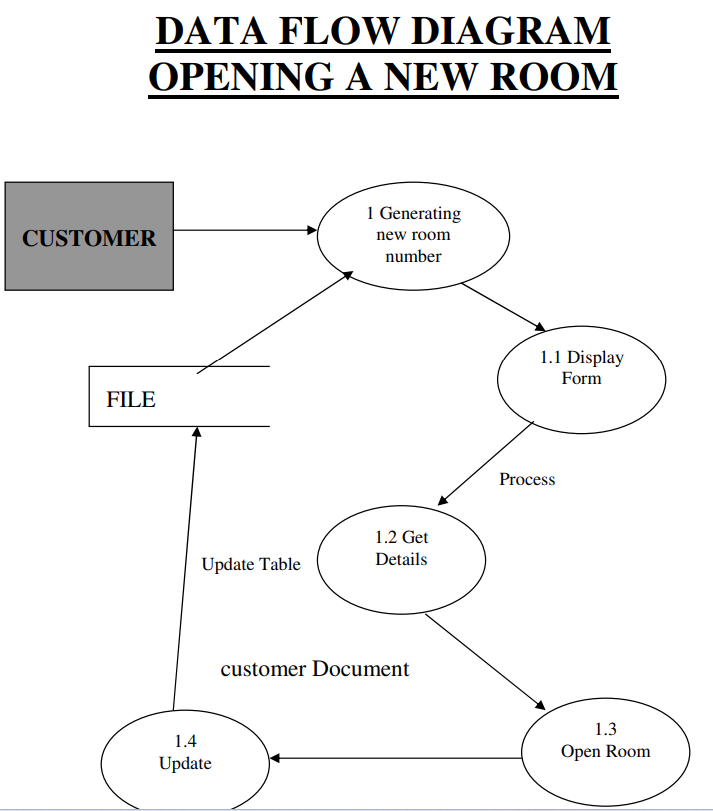 DATA FLOW DIAGRAM
OPENING A NEW ROOM
CUSTOMER
1 Generating
new room
number
1.1 Display
Form
FILE
Process
1.2 Get
Details
Update Table
customer Document
1.3
Open Room
1.4
Update